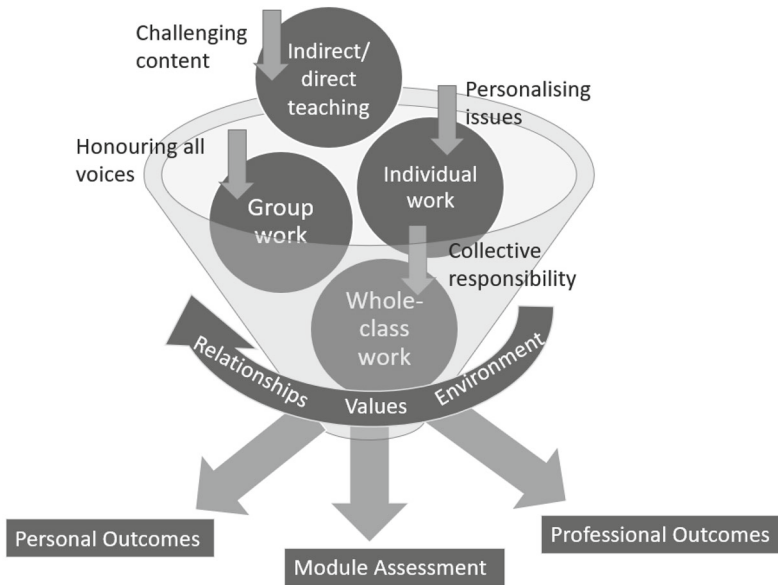 Challenging
content
Indirect/
direct
teaching
Personalising
issues
Honouring all
voices
Individual
work
Group
work
Collective
responsibility
Whole-
class
work
Relationships
Values
Environment
Personal Outcomes
Module Assessment
Professional Outcomes